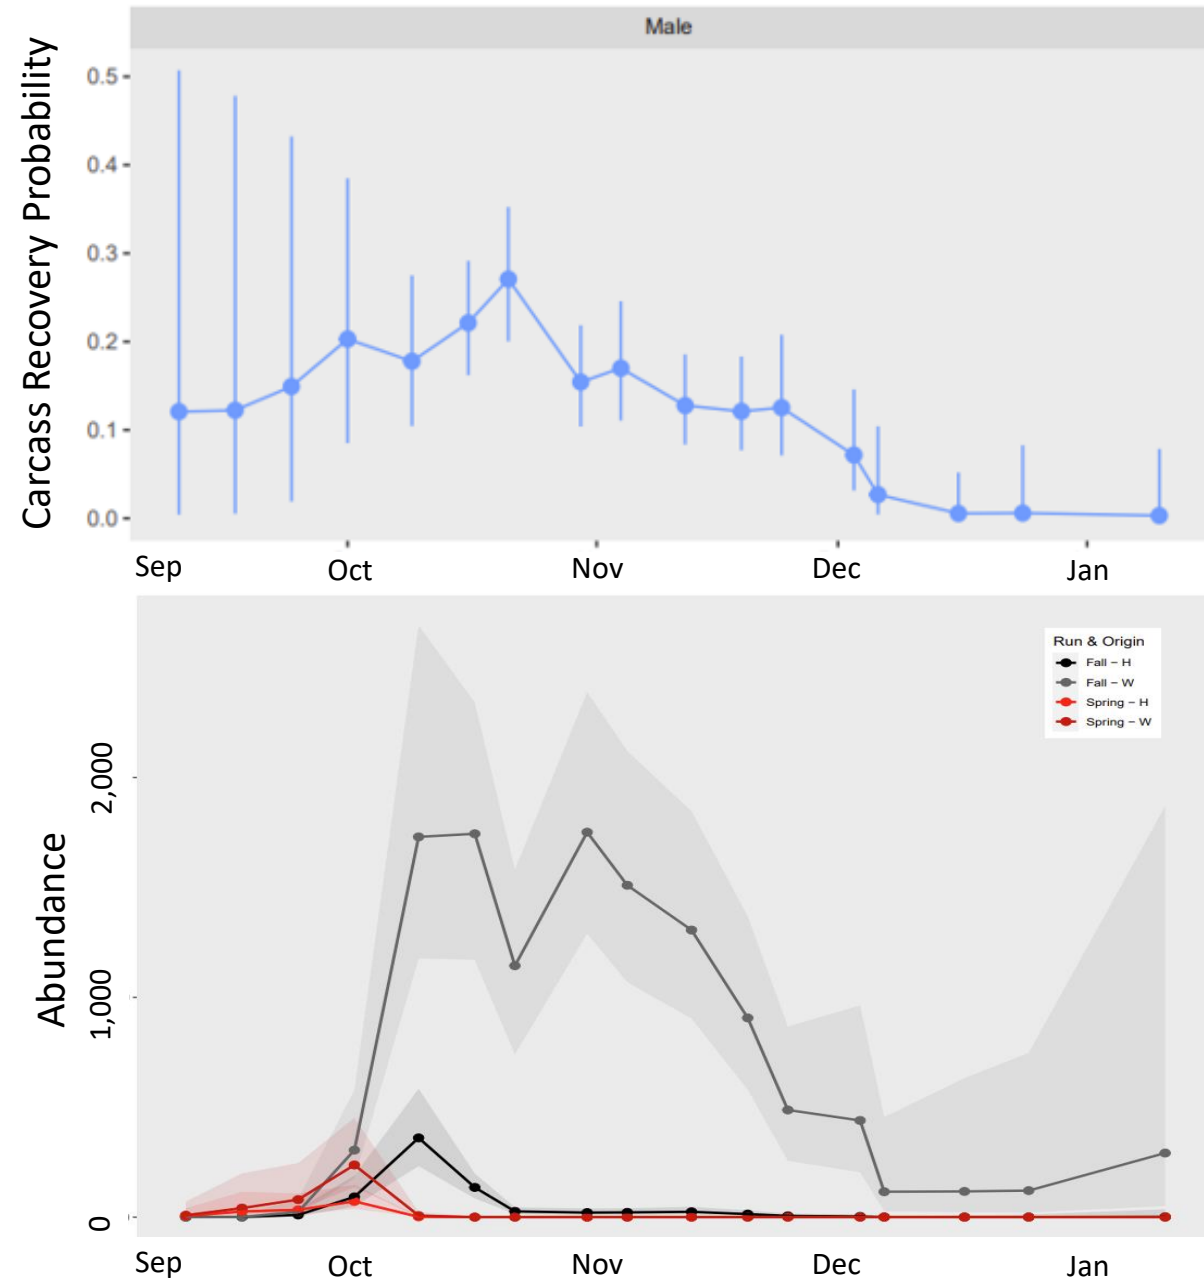 Male
Carcass Recovery Probability
0.5
0.4
0.3
0.2
0.1
0.0
Sep Oct Nov Dec Jan
Run & Origin
Fall – H
Fall – W
Spring – H
Spring – W
Abundance
2,000
1,000
0
Sep Oct Nov Dec Jan